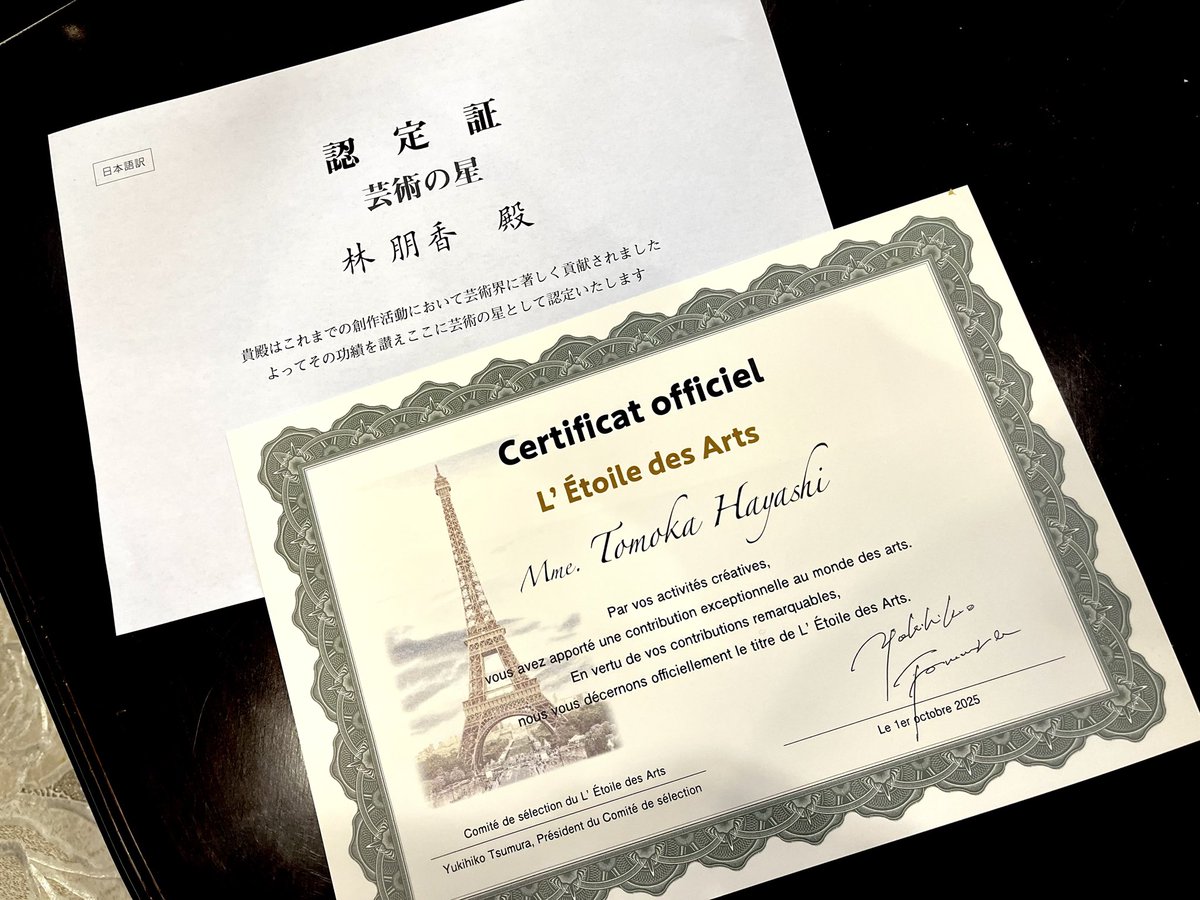 日本語訳
認定証
芸術の星
林 朋香 殿
貴殿はこれまでの創作活動において芸術界に著しく貢献されました
よってその功績を讃えここに芸術の星として認定いたします
Certificat officiel
L’ Étoile des Arts
Mme. Tomoka Hayashi
Par vos activités créatives,
vous avez apporté une contribution exceptionnelle au monde des arts.
En vertu de vos contributions remarquables,
nous vous décernons officiellement le titre de L’ Étoile des Arts.
Yukihiko
Tsumura
Le 1er octobre 2025
Comité de sélection du L’ Étoile des Arts
Yukihiko Tsumura, Président du Comité de sélection